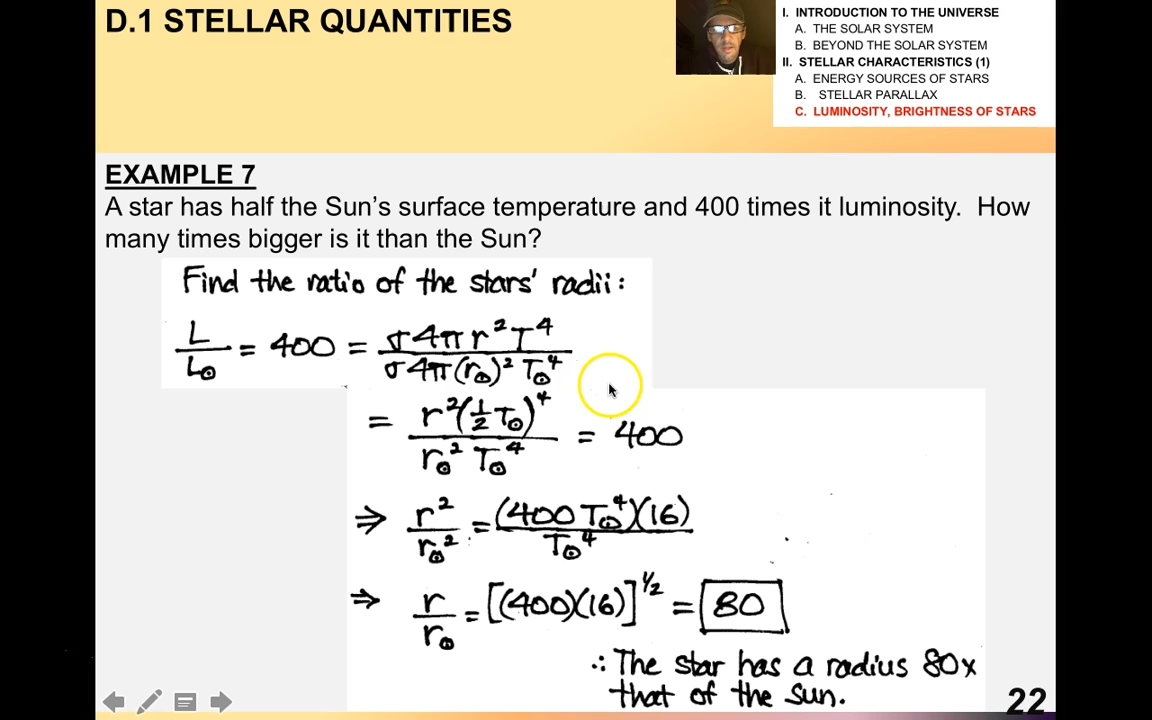 D.1 STELLAR QUANTITIES
I. INTRODUCTION TO THE UNIVERSE
A. THE SOLAR SYSTEM
B. BEYOND THE SOLAR SYSTEM
II. STELLAR CHARACTERISTICS (1)
A. ENERGY SOURCES OF STARS
B. STELLAR PARALLAX
C. LUMINOSITY, BRIGHTNESS OF STARS
EXAMPLE 7
A star has half the Sun's surface temperature and 400 times it luminosity. How
many times bigger is it than the Sun?
Find the ratio of the stars' radii:
L/L⊙ = 400 = σ4πr²T⁴/σ4π(r⊙)²T⊙⁴
= r²(½T⊙)⁴/r⊙²T⊙⁴ = 400
⇒ r²/r⊙² = (400T⊙⁴)(16)/T⊙⁴
⇒ r/r⊙ = [(400)(16)]^½ = 80
∴ The star has a radius 80x
that of the sun.
22